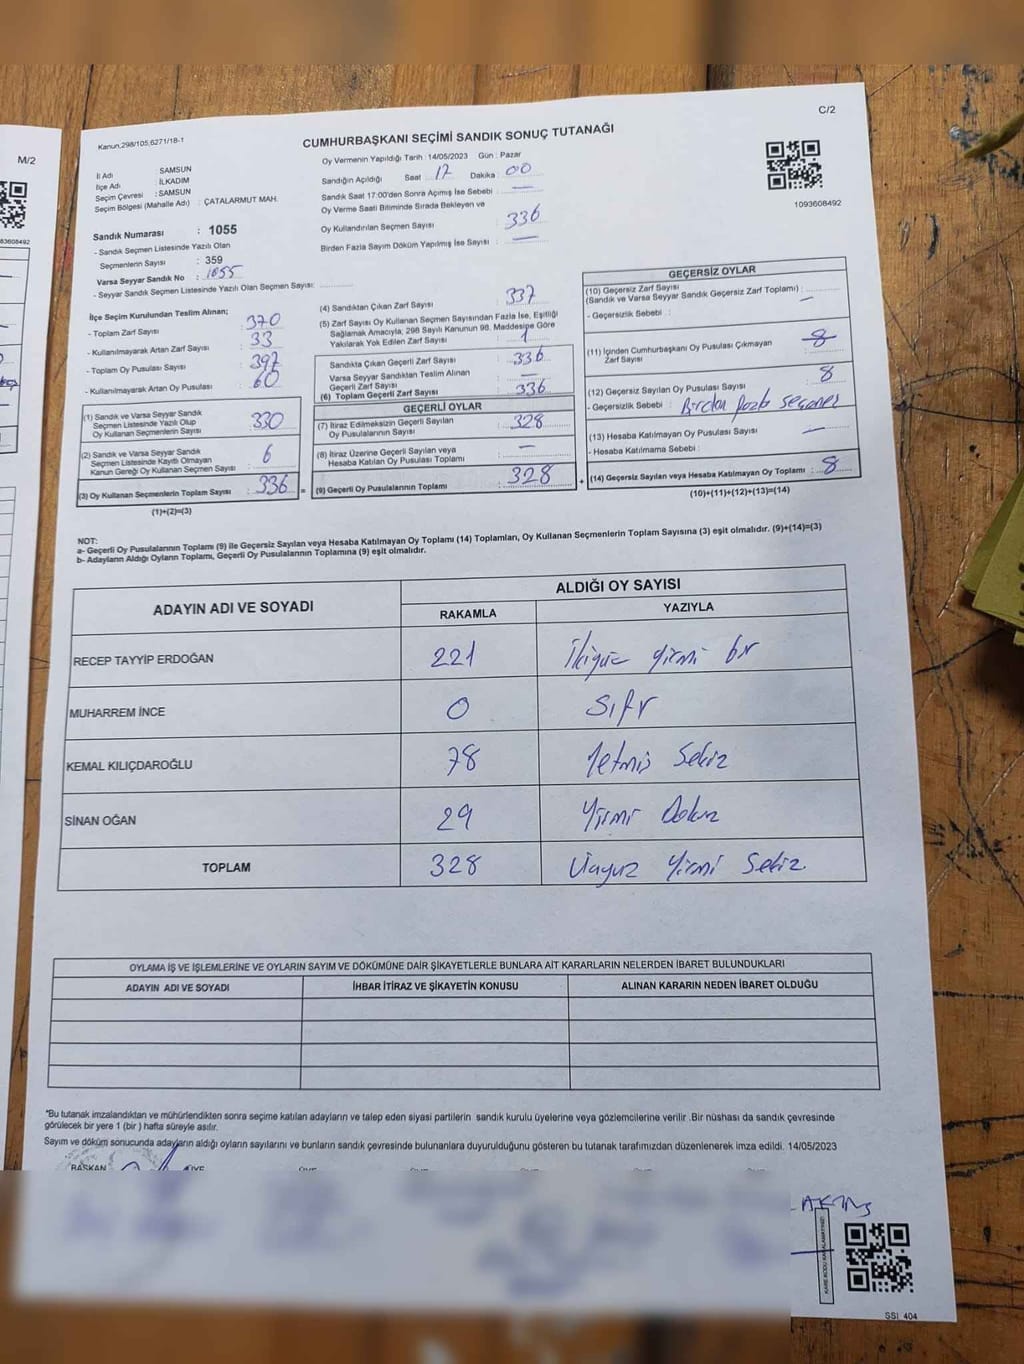 M/2
C/2
Kanun,298/105,6271/18-1
CUMHURBAŞKANI SEÇİMİ SANDIK SONUÇ TUTANAĞI
İl Adı SAMSUN
İlçe Adı İLKADIM
Seçim Çevresi : SAMSUN
Seçim Bölgesi (Mahalle Adı) : ÇATALARMUT MAH.
Oy Vermenin Yapıldığı Tarih : 14/05/2023 Gün : Pazar
Sandığın Açıldığı Saat 17 Dakika : 00
Sandık Saat 17:00'den Sonra Açılmış İse Sebebi : —
Oy Verme Saati Bitiminde Sırada Bekleyen ve
Oy Kullandırılan Seçmen Sayısı : 336
Birden Fazla Sayım Döküm Yapılmış İse Sayısı : —
1093608492
Sandık Numarası : 1055
- Sandık Seçmen Listesinde Yazılı Olan
Seçmenlerin Sayısı : 359
Varsa Seyyar Sandık No : 1055
- Seyyar Sandık Seçmen Listesinde Yazılı Olan Seçmen Sayısı:
İlçe Seçim Kurulundan Teslim Alınan;
- Toplam Zarf Sayısı : 370
- Kullanılmayarak Artan Zarf Sayısı : 33
- Toplam Oy Pusulası Sayısı : 397
- Kullanılmayarak Artan Oy Pusulası : 60
(1) Sandık ve Varsa Seyyar Sandık
Seçmen Listesinde Yazılı Olup
Oy Kullanan Seçmenlerin Sayısı : 330
(2) Sandık ve Varsa Seyyar Sandık
Seçmen Listesinde Kayıtlı Olmayan
Kanun Gereği Oy Kullanan Seçmen Sayısı : 6
(3) Oy Kullanan Seçmenlerin Toplam Sayısı : 336 =
(1)+(2)=(3)
(4) Sandıktan Çıkan Zarf Sayısı : 337
(5) Zarf Sayısı Oy Kullanan Seçmen Sayısından Fazla İse, Eşitliği
Sağlamak Amacıyla; 298 Sayılı Kanunun 98. Maddesine Göre
Yakılarak Yok Edilen Zarf Sayısı : 1
Sandıkta Çıkan Geçerli Zarf Sayısı : 336
Varsa Seyyar Sandıktan Teslim Alınan
Geçerli Zarf Sayısı : —
(6) Toplam Geçerli Zarf Sayısı : 336
GEÇERLİ OYLAR
(7) İtiraz Edilmeksizin Geçerli Sayılan
Oy Pusulalarının Sayısı : 328
(8) İtiraz Üzerine Geçerli Sayılan veya
Hesaba Katılan Oy Pusulası Toplamı : —
(9) Geçerli Oy Pusulalarının Toplamı : 328 +
GEÇERSİZ OYLAR
(10) Geçersiz Zarf Sayısı
(Sandık ve Varsa Seyyar Sandık Geçersiz Zarf Toplamı) : —
- Geçersizlik Sebebi :
(11) İçinden Cumhurbaşkanı Oy Pusulası Çıkmayan
Zarf Sayısı : 8
(12) Geçersiz Sayılan Oy Pusulası Sayısı : 8
- Geçersizlik Sebebi : Birden fazla seçenek
(13) Hesaba Katılmayan Oy Pusulası Sayısı : —
- Hesaba Katılmama Sebebi :
(14) Geçersiz Sayılan veya Hesaba Katılmayan Oy Toplamı : 8
(10)+(11)+(12)+(13)=(14)
NOT:
a- Geçerli Oy Pusulalarının Toplamı (9) ile Geçersiz Sayılan veya Hesaba Katılmayan Oy Toplamı (14) Toplamları, Oy Kullanan Seçmenlerin Toplam Sayısına (3) eşit olmalıdır. (9)+(14)=(3)
b- Adayların Aldığı Oyların Toplamı, Geçerli Oy Pusulalarının Toplamına (9) eşit olmalıdır.
ADAYIN ADI VE SOYADI ALDIĞI OY SAYISI
RAKAMLA YAZIYLA
RECEP TAYYİP ERDOĞAN 221 İkiyüz yirmi bir
MUHARREM İNCE 0 Sıfır
KEMAL KILIÇDAROĞLU 78 Yetmiş Sekiz
SİNAN OĞAN 29 Yirmi Dokuz
TOPLAM 328 Üçyüz Yirmi Sekiz
OYLAMA İŞ VE İŞLEMLERİNE VE OYLARIN SAYIM VE DÖKÜMÜNE DAİR ŞİKAYETLERLE BUNLARA AİT KARARLARIN NELERDEN İBARET BULUNDUKLARI
ADAYIN ADI VE SOYADI İHBAR İTİRAZ VE ŞİKAYETİN KONUSU ALINAN KARARIN NEDEN İBARET OLDUĞU
*Bu tutanak imzalandıktan ve mühürlendikten sonra seçime katılan adayların ve talep eden siyasi partilerin sandık kurulu üyelerine veya gözlemcilerine verilir .Bir nüshası da sandık çevresinde
görülecek bir yere 1 (bir ) hafta süreyle asılır.
Sayım ve döküm sonucunda adayların aldığı oyların sayılarını ve bunların sandık çevresinde bulunanlara duyurulduğunu gösteren bu tutanak tarafımızdan düzenlenerek imza edildi. 14/05/2023
BAŞKAN ÜYE
SSI 404